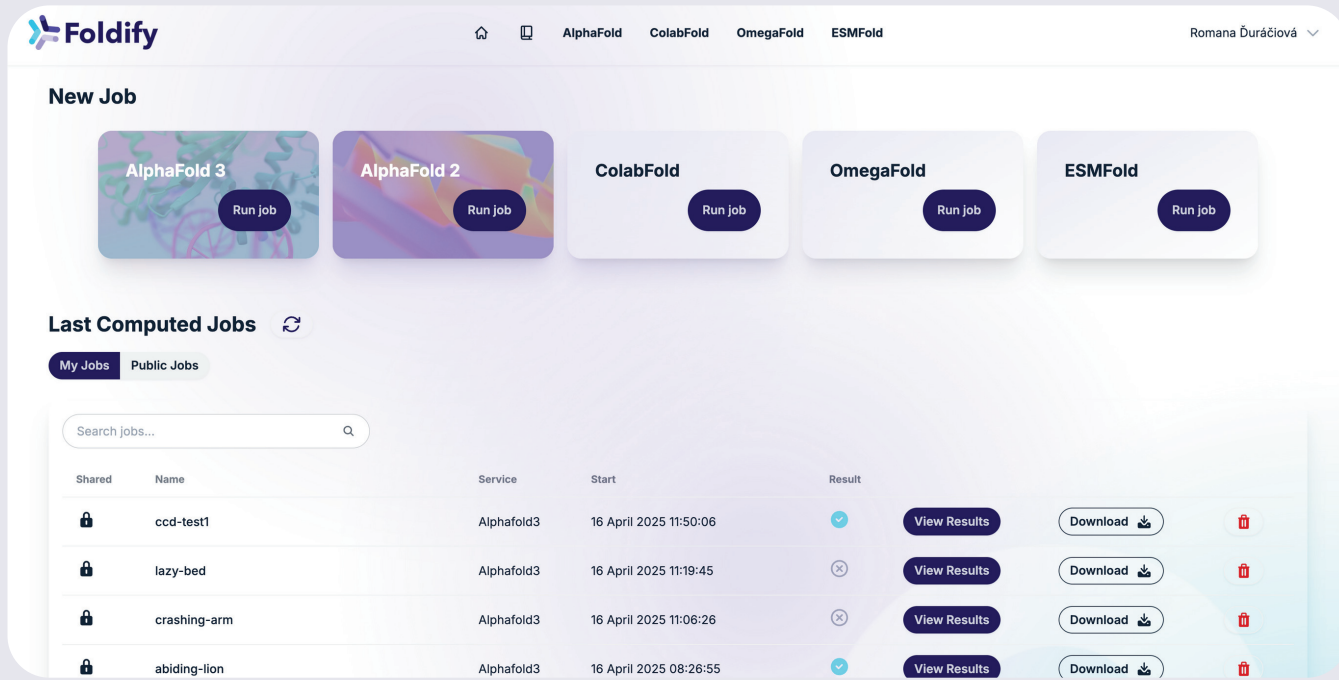 Foldify
AlphaFold ColabFold OmegaFold ESMFold
Romana Ďuráčiová
New Job
AlphaFold 3
Run job
AlphaFold 2
Run job
ColabFold
Run job
OmegaFold
Run job
ESMFold
Run job
Last Computed Jobs
My Jobs Public Jobs
Search jobs...
Shared Name Service Start Result
ccd-test1 Alphafold3 16 April 2025 11:50:06 View Results Download
lazy-bed Alphafold3 16 April 2025 11:19:45 View Results Download
crashing-arm Alphafold3 16 April 2025 11:06:26 View Results Download
abiding-lion Alphafold3 16 April 2025 08:26:55 View Results Download